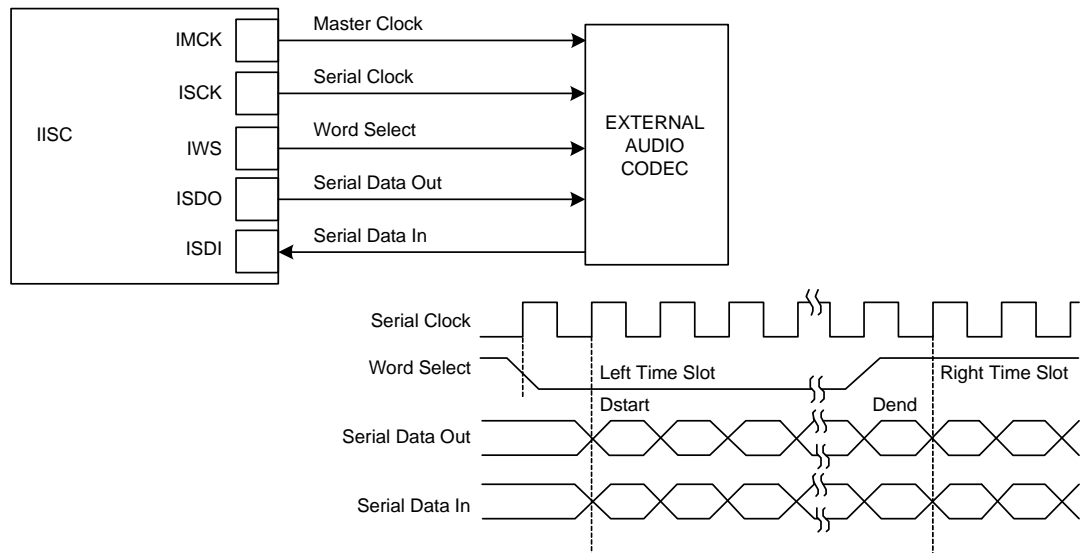 IISC
IMCK
Master Clock
ISCK
Serial Clock
IWS
Word Select
ISDO
Serial Data Out
ISDI
Serial Data In
EXTERNAL
AUDIO
CODEC
Serial Clock
Word Select
Left Time Slot
Right Time Slot
Dstart
Dend
Serial Data Out
Serial Data In